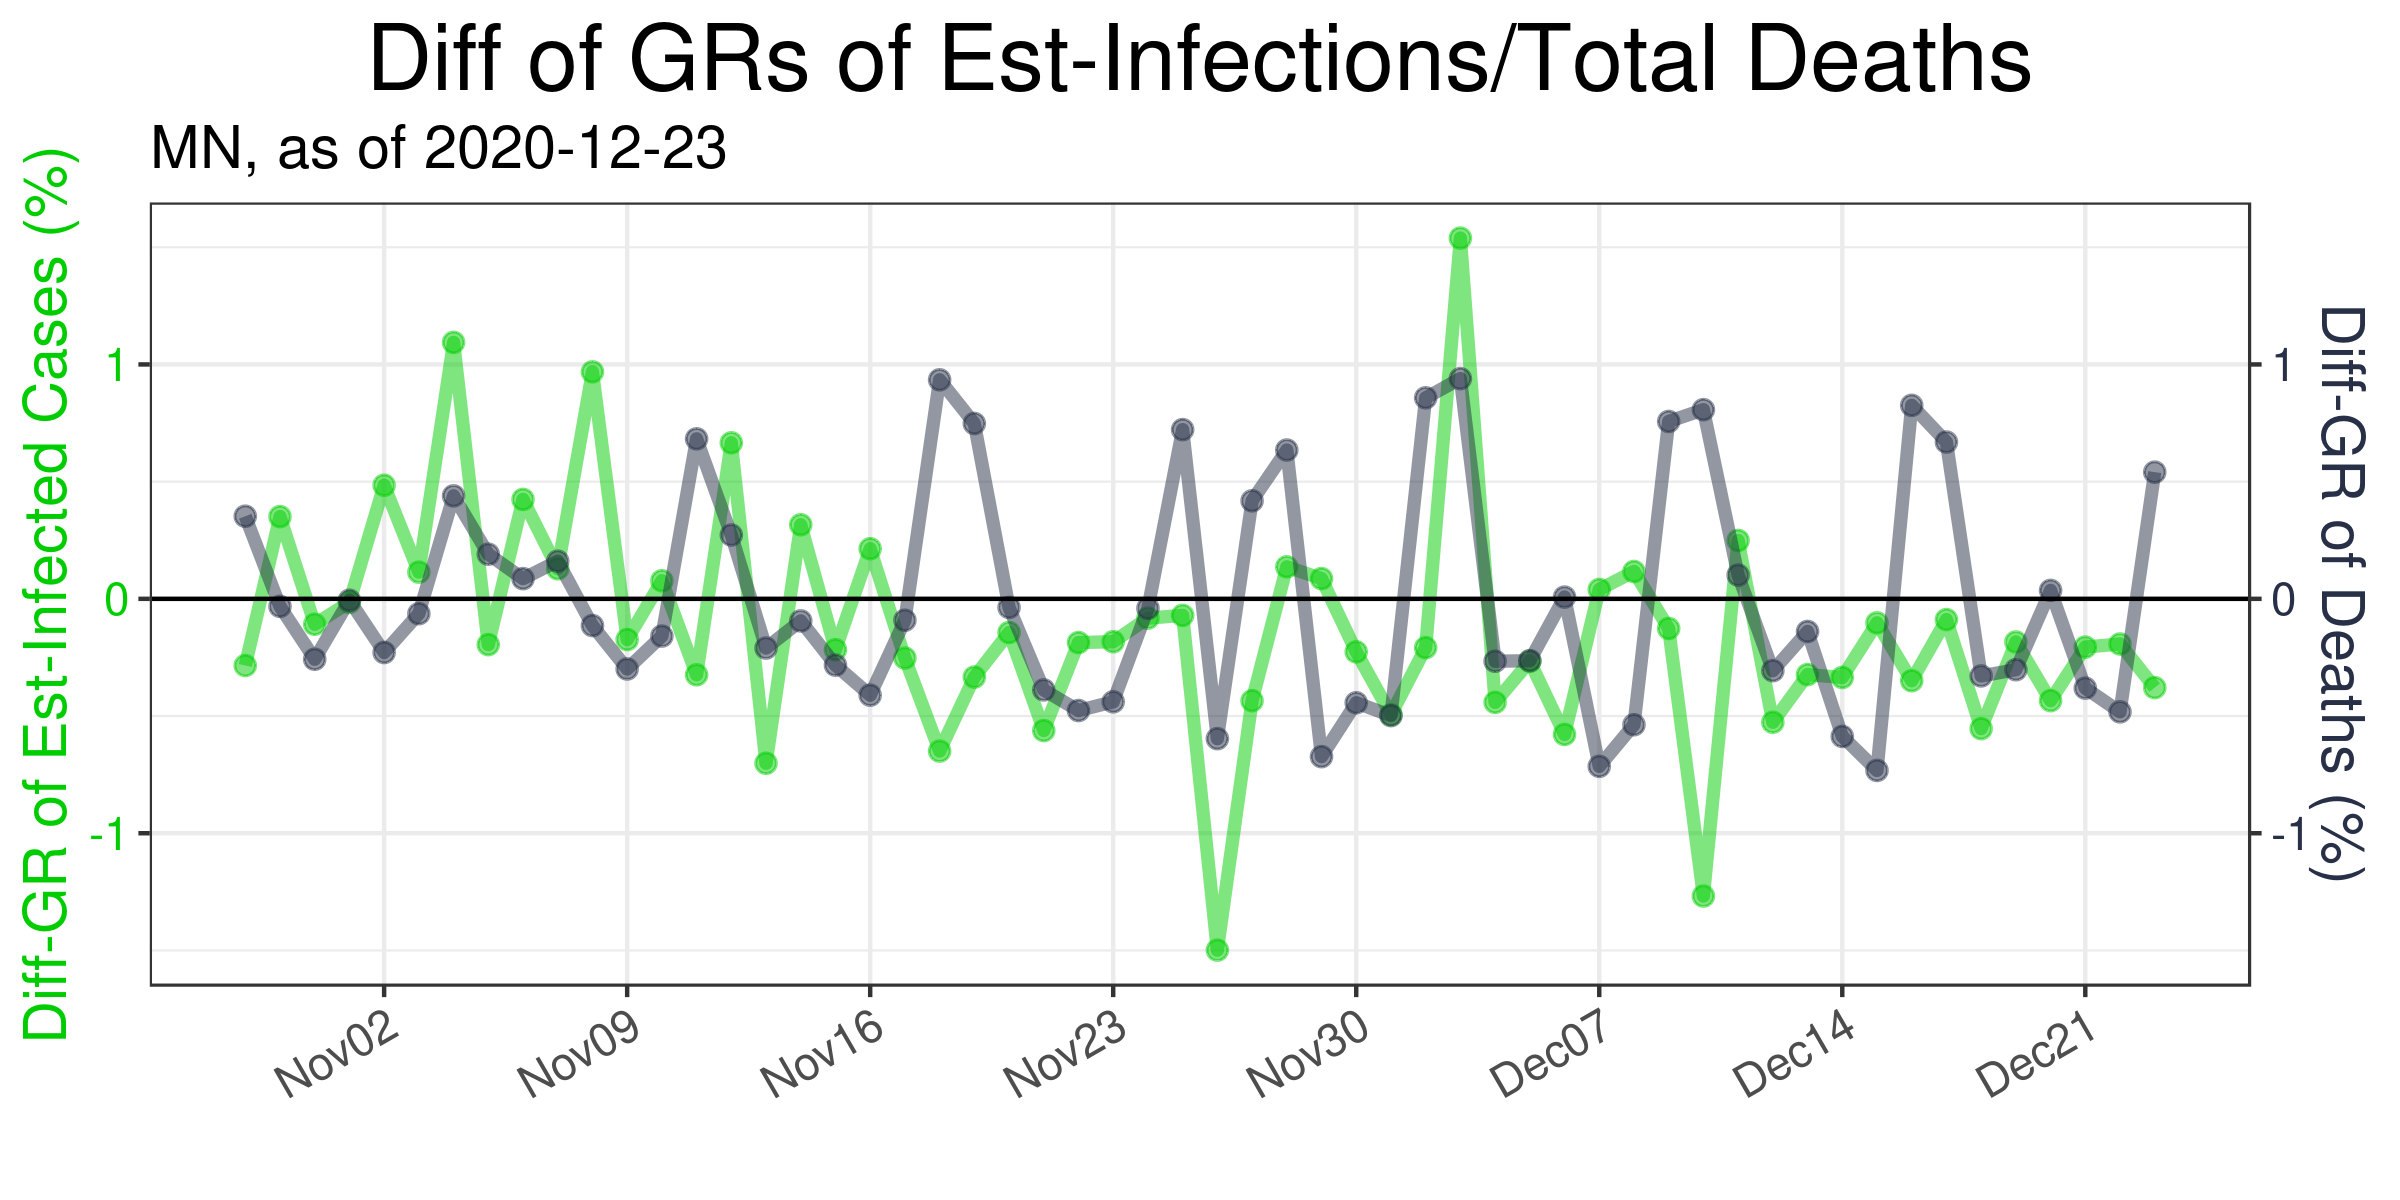 Diff of GRs of Est-Infections/Total Deaths
MN, as of 2020-12-23
Diff-GR of Est-Infected Cases (%)
1
0
-1
1
0
-1
Diff-GR of Deaths (%)
Nov02
Nov09
Nov16
Nov23
Nov30
Dec07
Dec14
Dec21